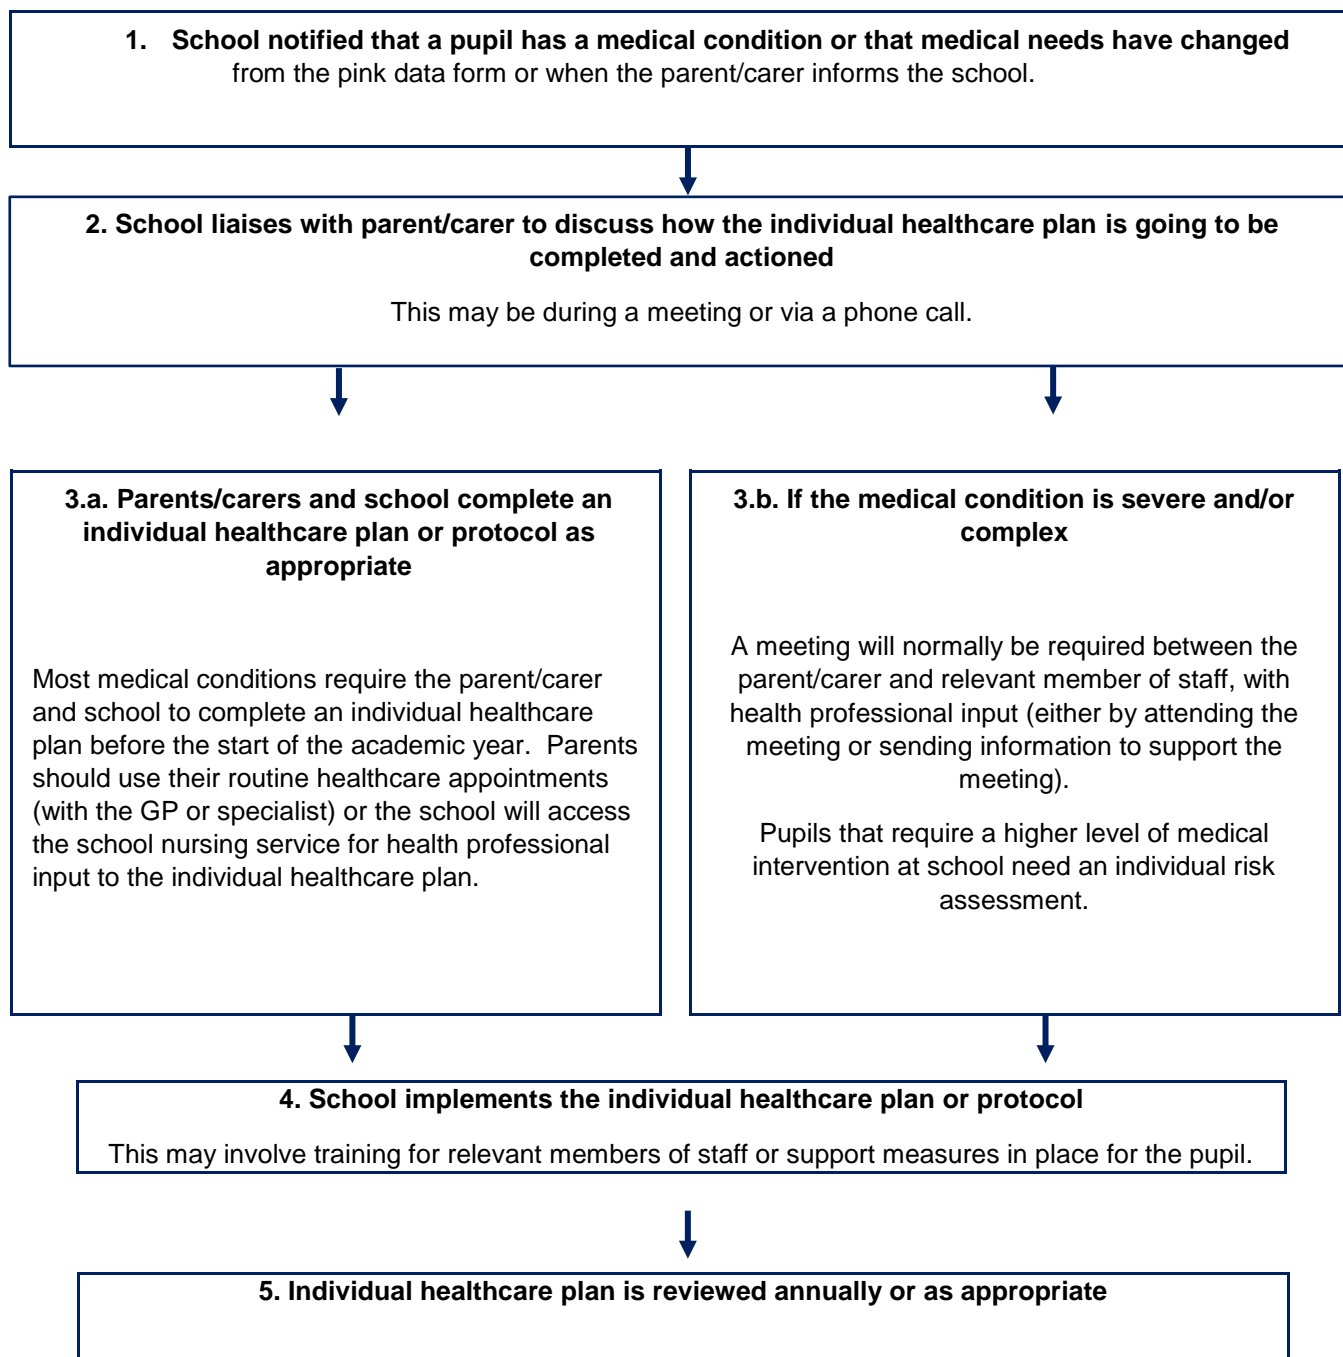 1. School notified that a pupil has a medical condition or that medical needs have changed
from the pink data form or when the parent/carer informs the school.
2. School liaises with parent/carer to discuss how the individual healthcare plan is going to be
completed and actioned
This may be during a meeting or via a phone call.
3.a. Parents/carers and school complete an
individual healthcare plan or protocol as
appropriate
Most medical conditions require the parent/carer
and school to complete an individual healthcare
plan before the start of the academic year.  Parents
should use their routine healthcare appointments
(with the GP or specialist) or the school will access
the school nursing service for health professional
input to the individual healthcare plan.
3.b. If the medical condition is severe and/or
complex
A meeting will normally be required between the
parent/carer and relevant member of staff, with
health professional input (either by attending the
meeting or sending information to support the
meeting).
Pupils that require a higher level of medical
intervention at school need an individual risk
assessment.
4. School implements the individual healthcare plan or protocol
This may involve training for relevant members of staff or support measures in place for the pupil.
5. Individual healthcare plan is reviewed annually or as appropriate